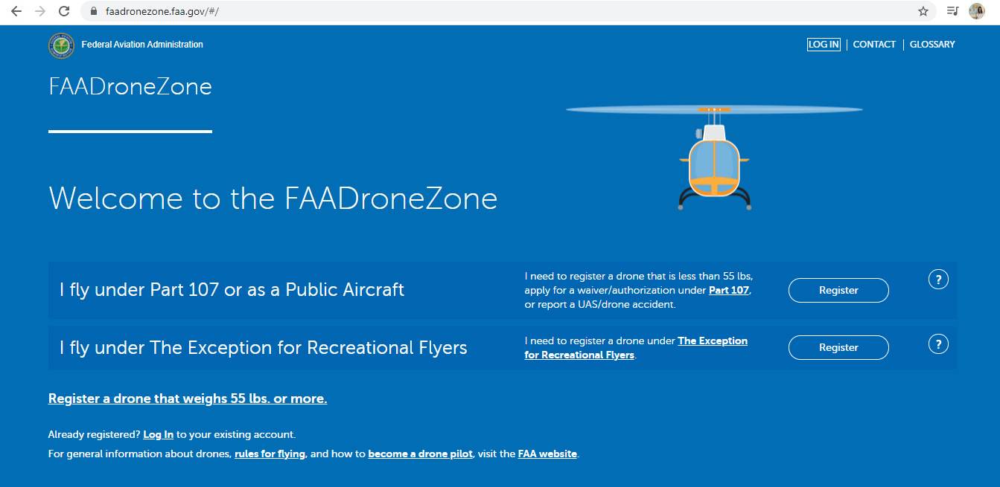 faadronezone.faa.gov/#/
Federal Aviation Administration
LOG IN | CONTACT | GLOSSARY
FAADroneZone
Welcome to the FAADroneZone
I fly under Part 107 or as a Public Aircraft
I need to register a drone that is less than 55 lbs,
apply for a waiver/authorization under Part 107,
or report a UAS/drone accident.
Register
?
I fly under The Exception for Recreational Flyers
I need to register a drone under The Exception
for Recreational Flyers.
Register
?
Register a drone that weighs 55 lbs. or more.
Already registered? Log In to your existing account.
For general information about drones, rules for flying, and how to become a drone pilot, visit the FAA website.